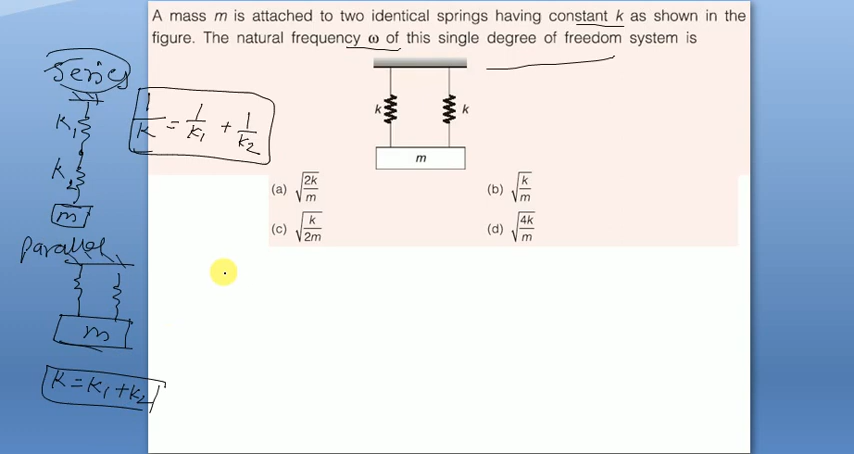 A mass m is attached to two identical springs having constant k as shown in the
figure. The natural frequency ω of this single degree of freedom system is
k k
m
(a) √(2k/m) (b) √(k/m)
(c) √(k/2m) (d) √(4k/m)
Series
1/K = 1/K₁ + 1/K₂
K₁
K₂
m
Parallel
m
K = K₁ + K₂